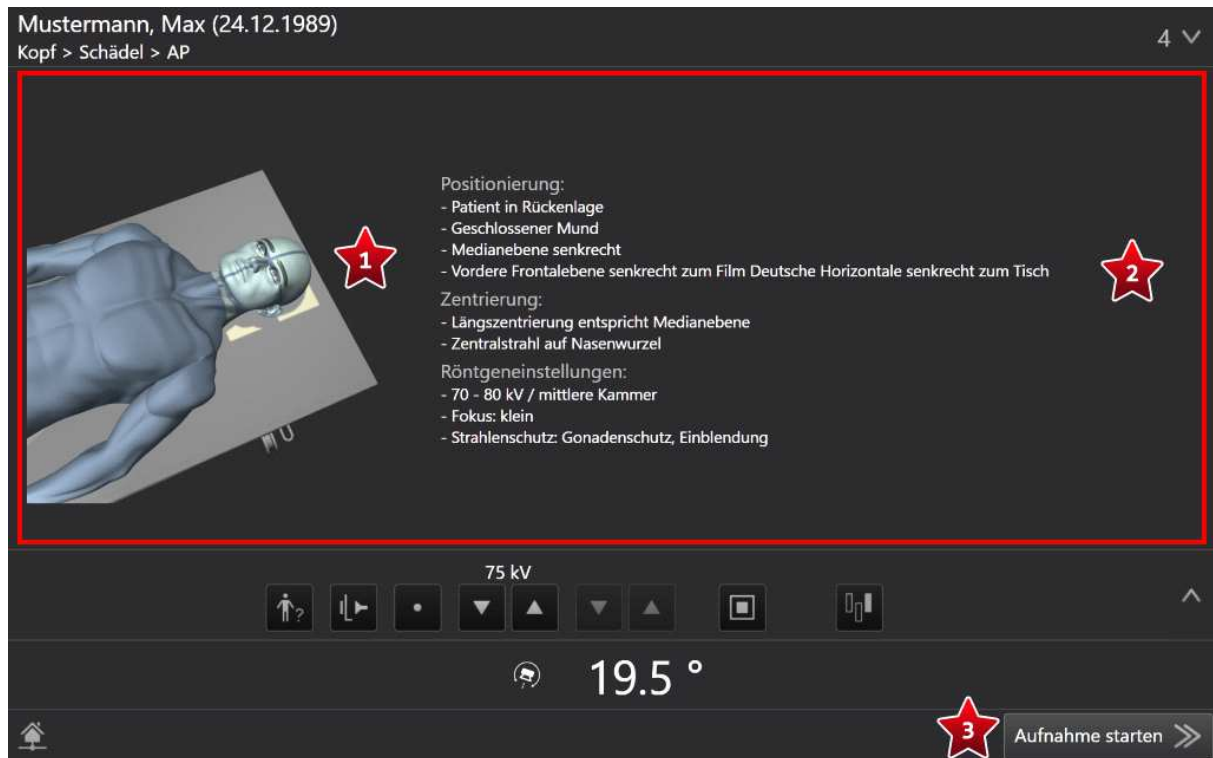 Mustermann, Max (24.12.1989)
Kopf > Schädel > AP
4
Positionierung:
- Patient in Rückenlage
- Geschlossener Mund
- Medianebene senkrecht
- Vordere Frontalebene senkrecht zum Film Deutsche Horizontale senkrecht zum Tisch
Zentrierung:
- Längszentrierung entspricht Medianebene
- Zentralstrahl auf Nasenwurzel
Röntgeneinstellungen:
- 70 - 80 kV / mittlere Kammer
- Fokus: klein
- Strahlenschutz: Gonadenschutz, Einblendung
1
2
75 kV
?
19.5 °
3
Aufnahme starten